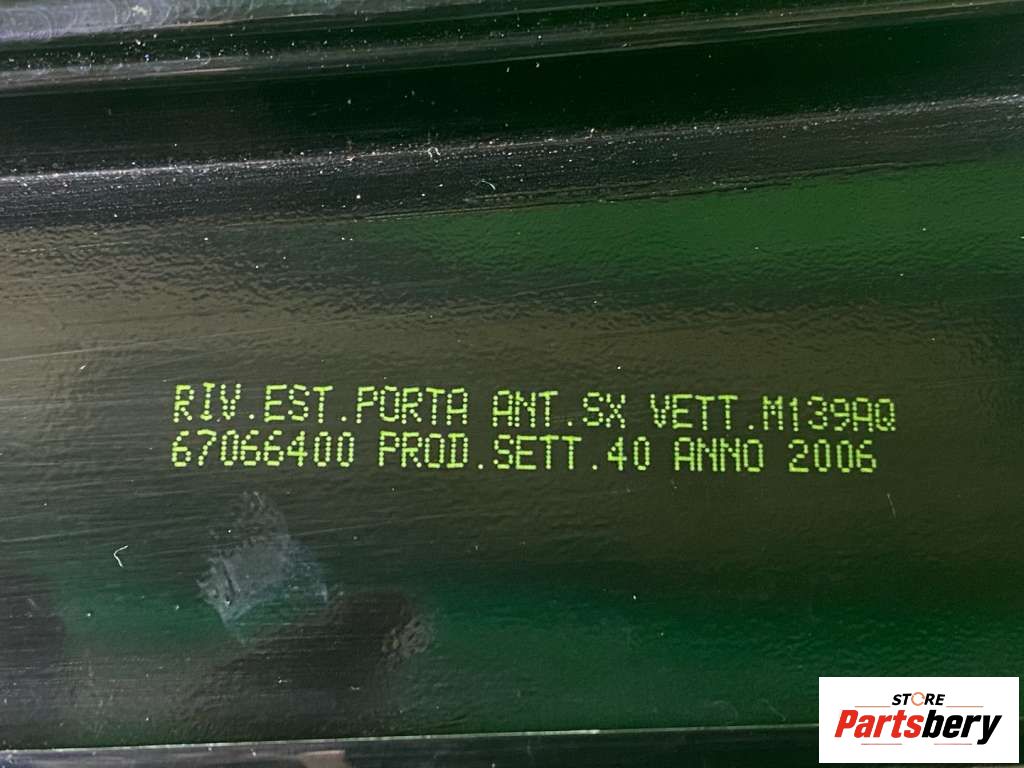 RIV.EST.PORTA ANT.SX VETT.M139AQ
67066400 PROD.SETT.40 ANNO 2006
STORE
Partsbery